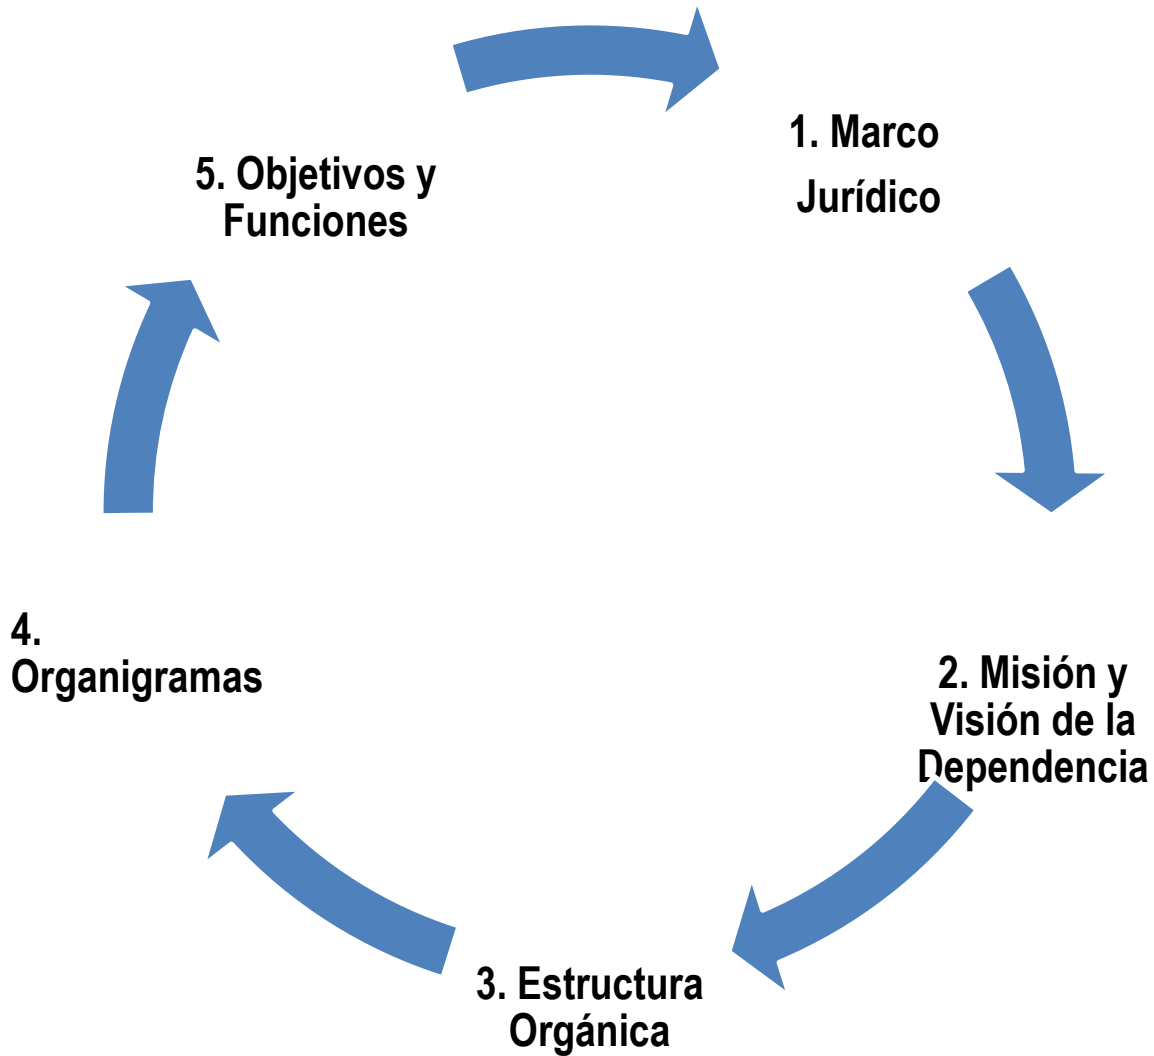 1. Marco
Jurídico
2. Misión y
Visión de la
Dependencia
3. Estructura
Orgánica
4.
Organigramas
5. Objetivos y
Funciones